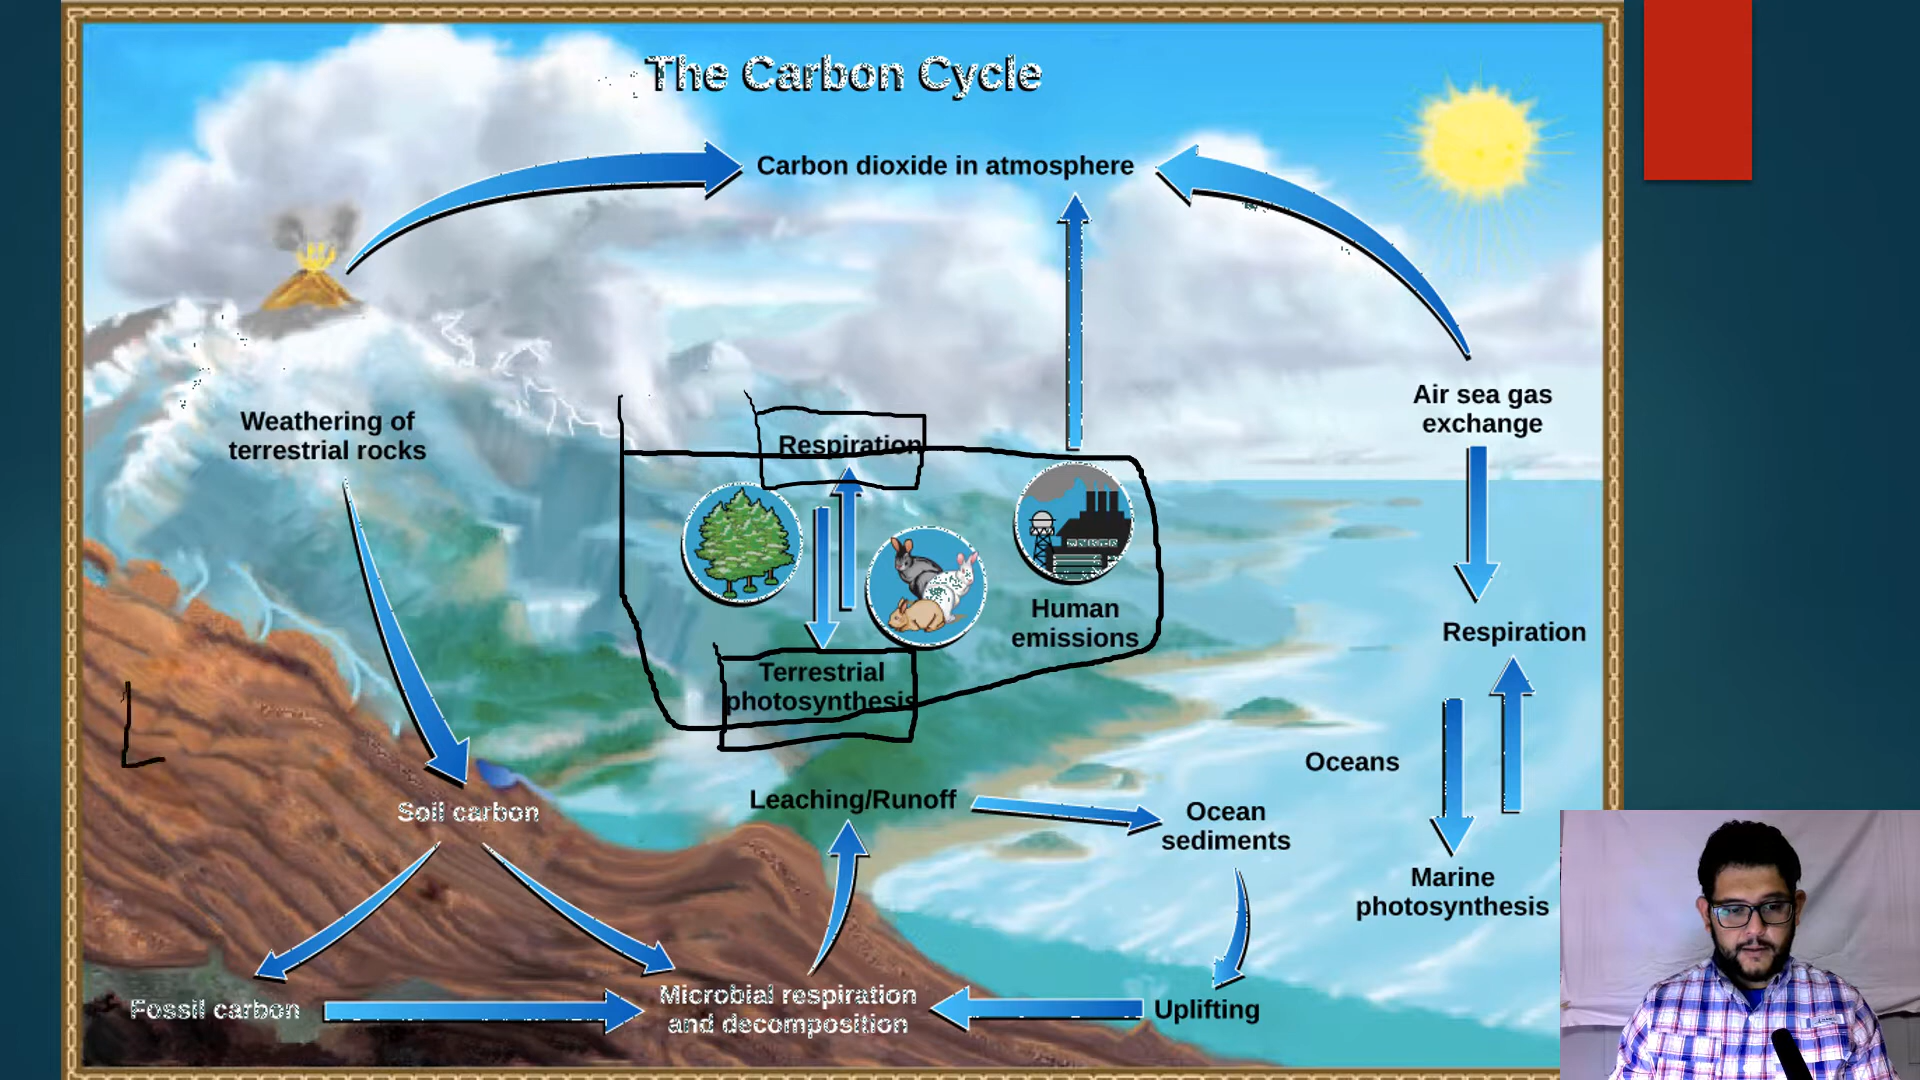 The Carbon Cycle
Carbon dioxide in atmosphere
Air sea gas
exchange
Weathering of
terrestrial rocks
Respiration
Human
emissions
Respiration
Terrestrial
photosynthesis
Oceans
Leaching/Runoff
Soil carbon
Ocean
sediments
Marine
photosynthesis
Fossil carbon
Microbial respiration
and decomposition
Uplifting